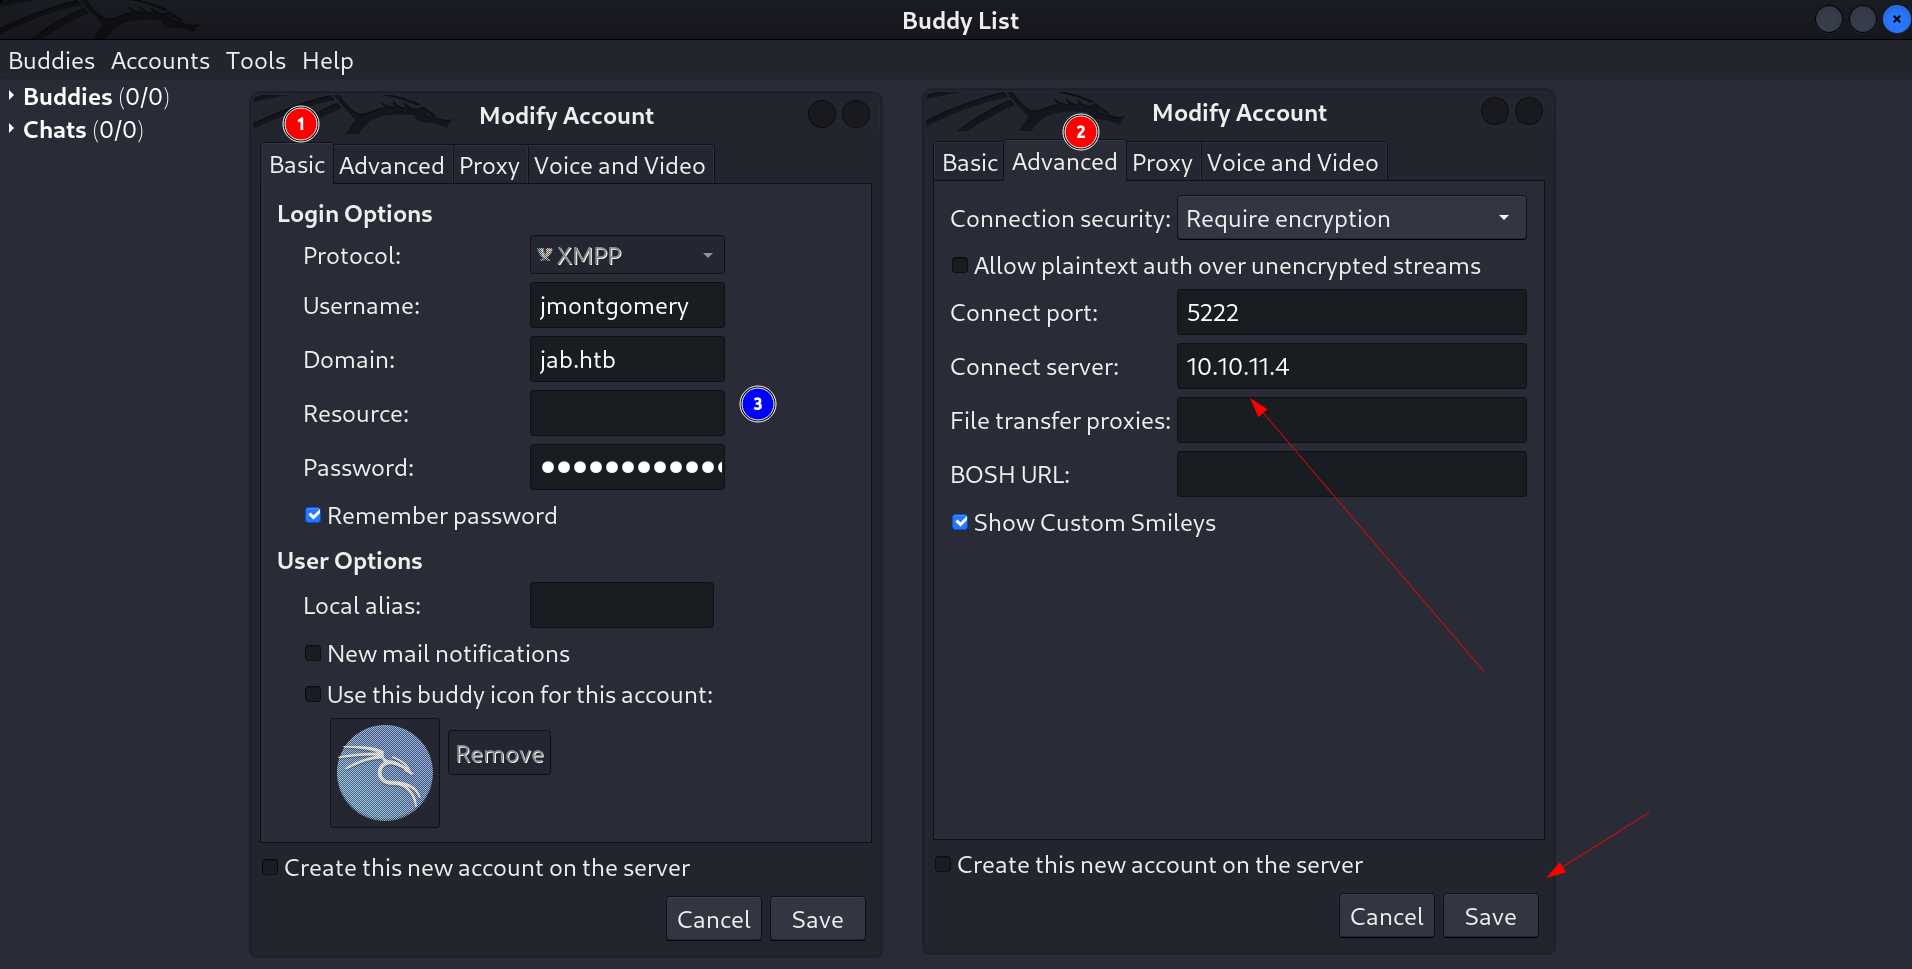 Buddy List
Buddies Accounts Tools Help
Buddies (0/0)
Chats (0/0)
Modify Account
1
Basic Advanced Proxy Voice and Video
Login Options
Protocol: XMPP
Username: jmontgomery
Domain: jab.htb
Resource:
3
Password: ●●●●●●●●●●●●
Remember password
User Options
Local alias:
New mail notifications
Use this buddy icon for this account:
Remove
Create this new account on the server
Cancel Save
Modify Account
2
Basic Advanced Proxy Voice and Video
Connection security: Require encryption
Allow plaintext auth over unencrypted streams
Connect port: 5222
Connect server: 10.10.11.4
File transfer proxies:
BOSH URL:
Show Custom Smileys
Create this new account on the server
Cancel Save